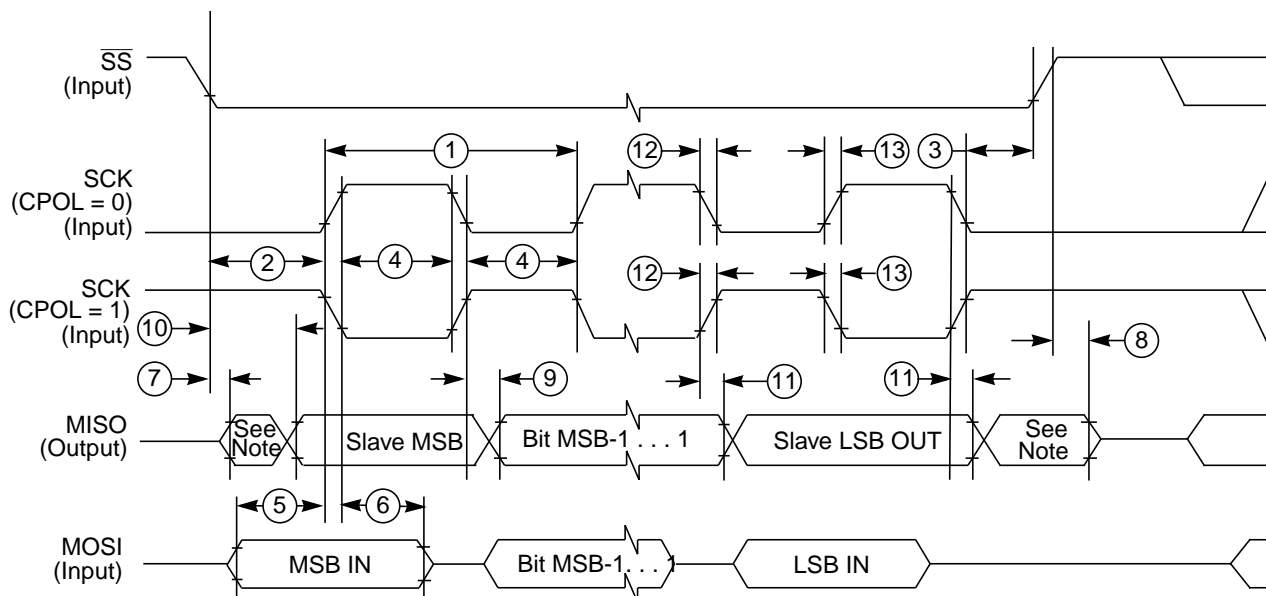 SS
(Input)
1
12
13
3
SCK
(CPOL = 0)
(Input)
2
4
4
12
13
SCK
(CPOL = 1)
(Input)
10
8
7
9
11
11
MISO
(Output)
See
Note
Slave MSB
Bit MSB-1 . . . 1
Slave LSB OUT
See
Note
5
6
MOSI
(Input)
MSB IN
Bit MSB-1. . . 1
LSB IN